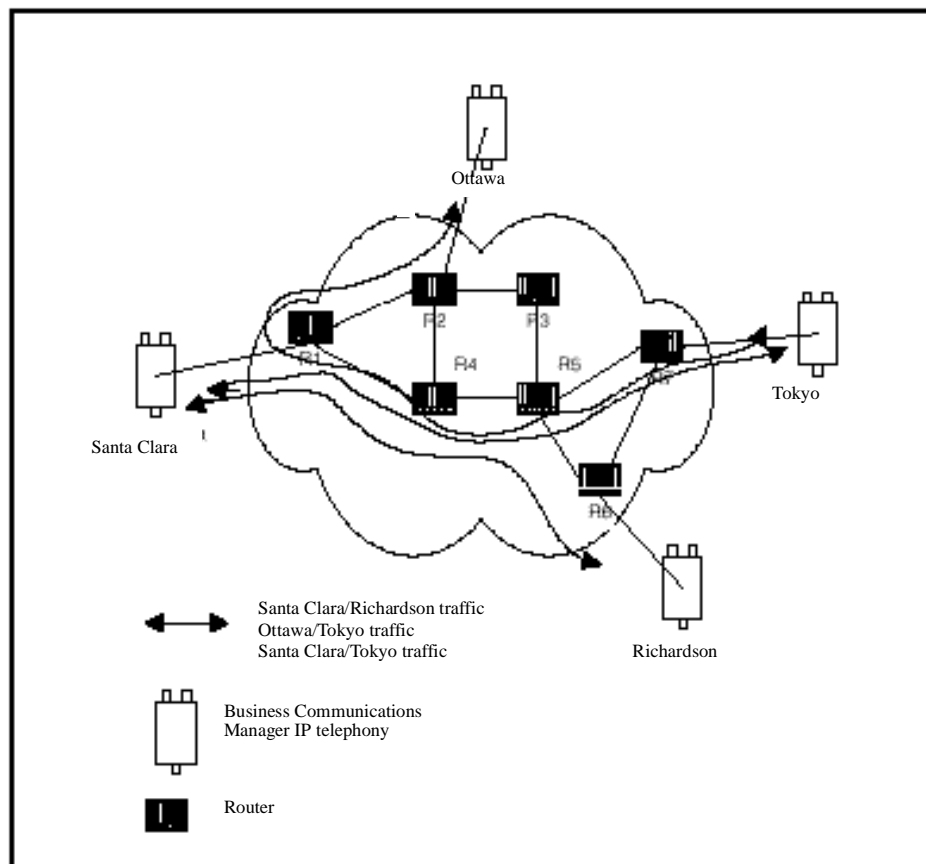 Ottawa
R2
R3
R1
R4
R5
R7
Tokyo
Santa Clara
R6
Santa Clara/Richardson traffic
Ottawa/Tokyo traffic
Santa Clara/Tokyo traffic
Richardson
Business Communications
Manager IP telephony
Router